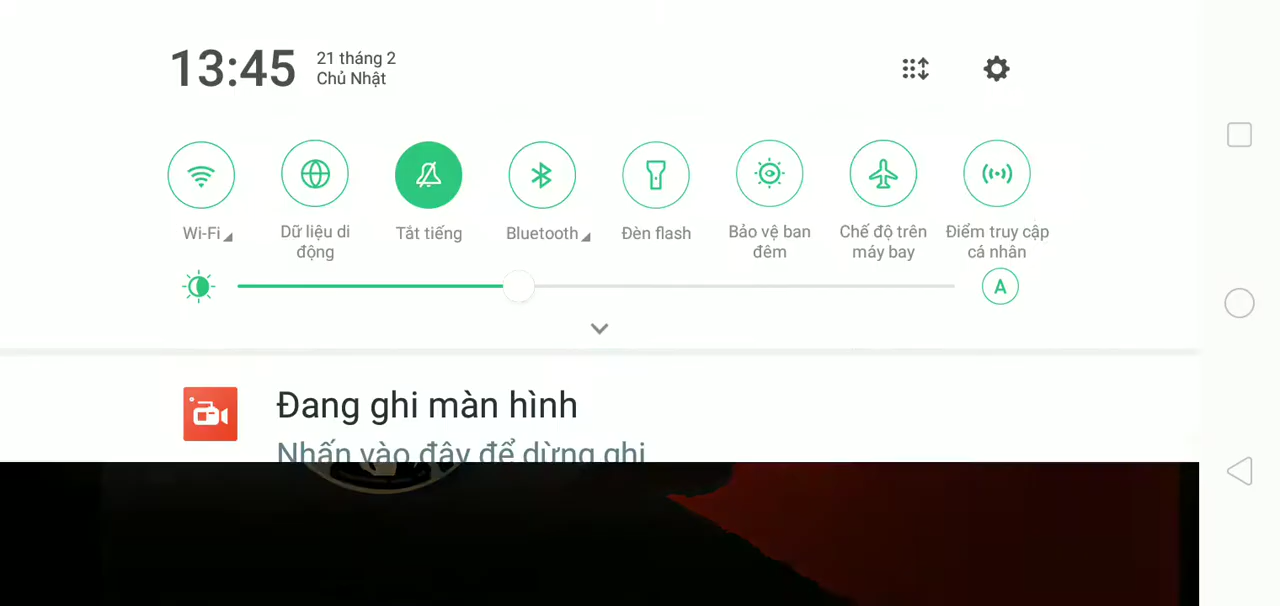 13:45
21 tháng 2
Chủ Nhật
Wi-Fi
Dữ liệu di
động
Tắt tiếng
Bluetooth
Đèn flash
Bảo vệ ban
đêm
Chế độ trên
máy bay
Điểm truy cập
cá nhân
A
Đang ghi màn hình
Nhấn vào đây để dừng ghi